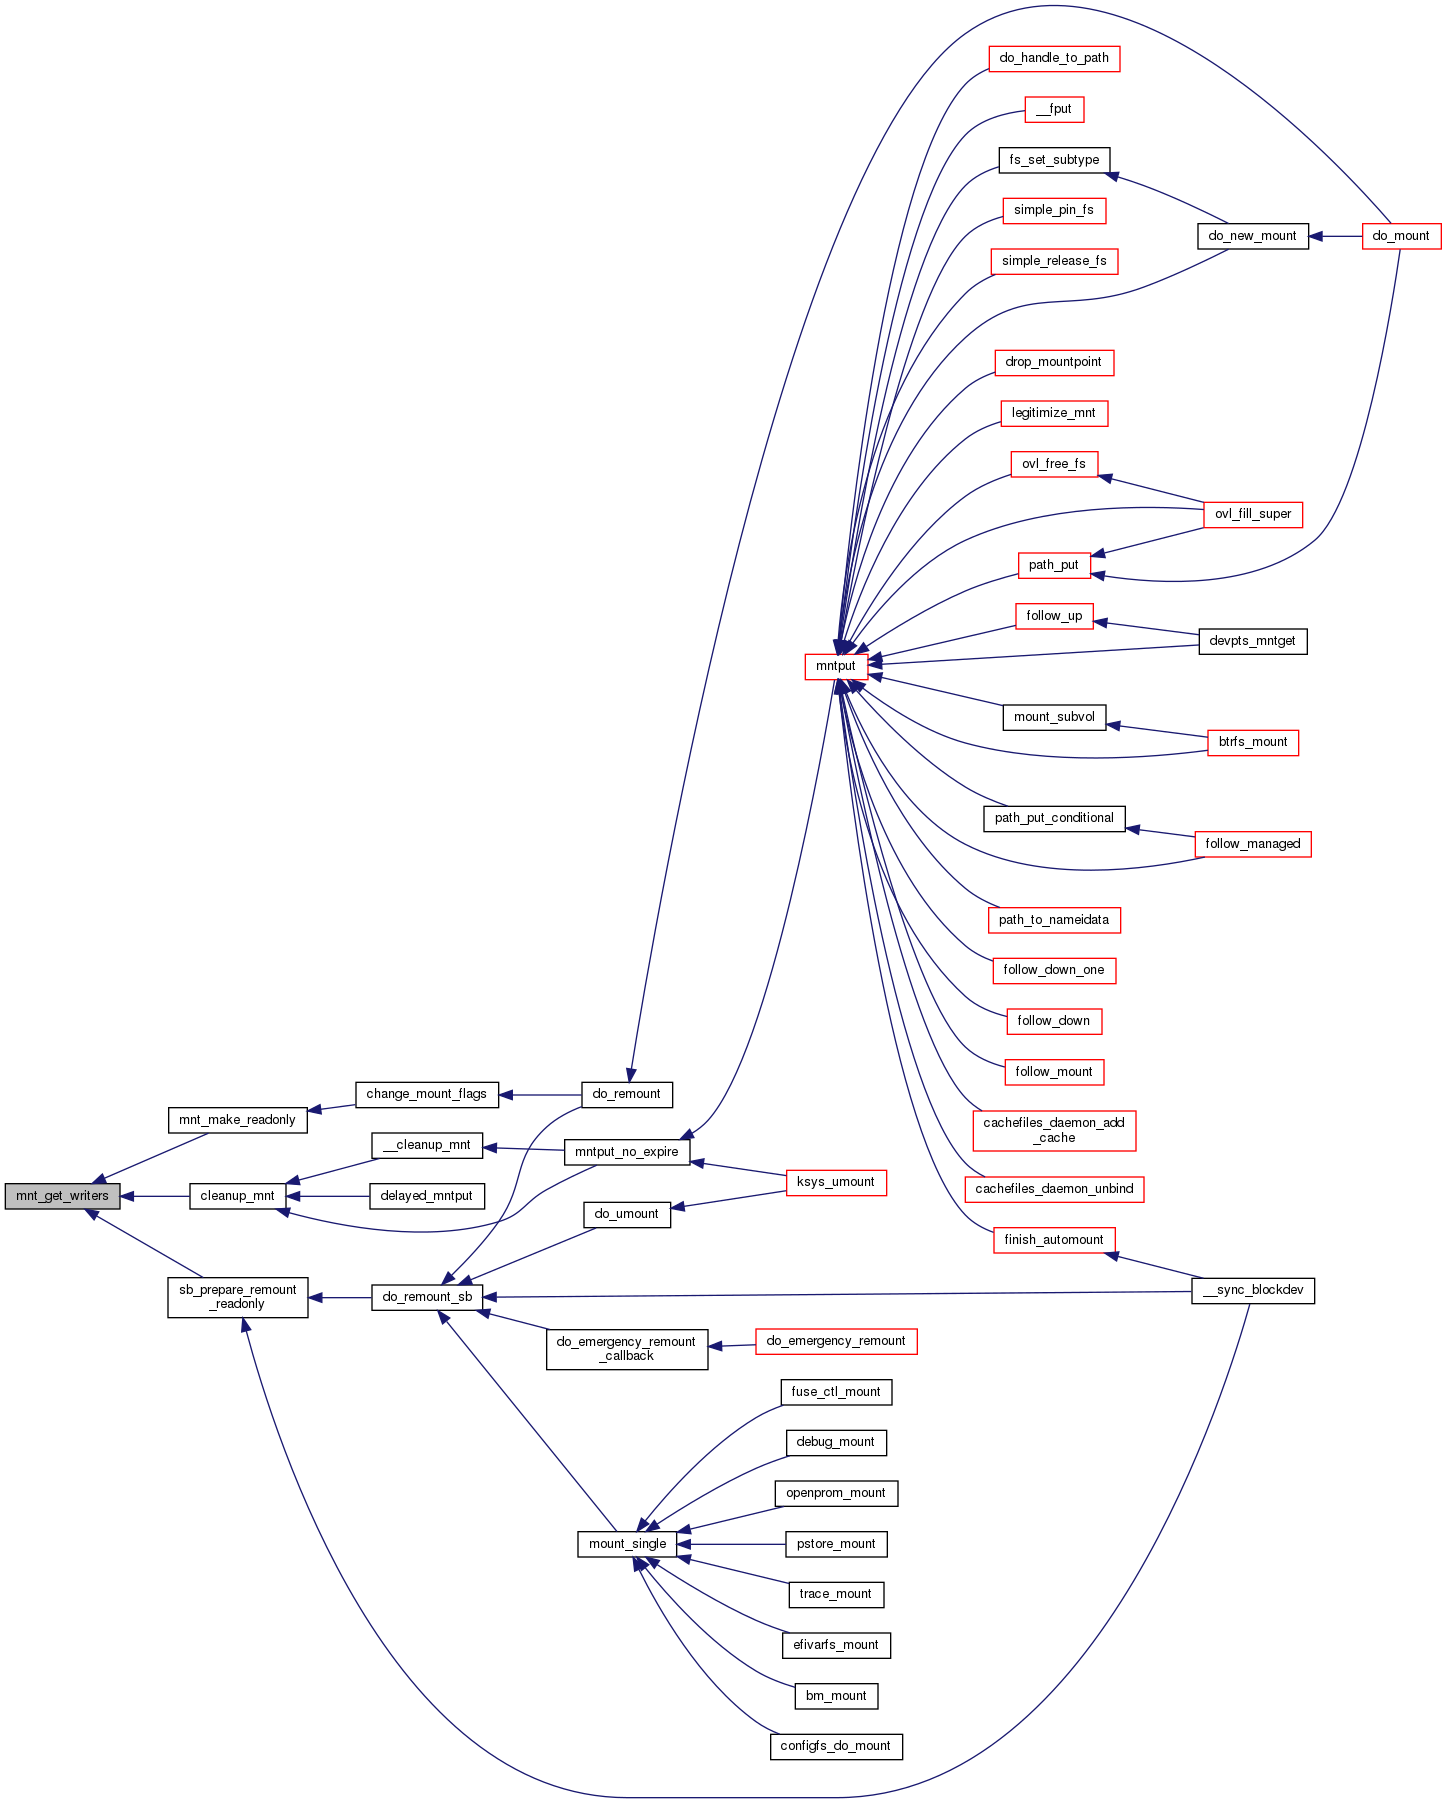 do_handle_to_path
__fput
fs_set_subtype
simple_pin_fs
do_new_mount
do_mount
simple_release_fs
drop_mountpoint
legitimize_mnt
ovl_free_fs
ovl_fill_super
path_put
follow_up
devpts_mntget
mntput
mount_subvol
btrfs_mount
path_put_conditional
follow_managed
path_to_nameidata
follow_down_one
follow_down
follow_mount
change_mount_flags
do_remount
mnt_make_readonly
cachefiles_daemon_add
_cache
__cleanup_mnt
mntput_no_expire
ksys_umount
mnt_get_writers
cleanup_mnt
delayed_mntput
cachefiles_daemon_unbind
do_umount
finish_automount
sb_prepare_remount
_readonly
do_remount_sb
__sync_blockdev
do_emergency_remount
_callback
do_emergency_remount
fuse_ctl_mount
debug_mount
openprom_mount
mount_single
pstore_mount
trace_mount
efivarfs_mount
bm_mount
configfs_do_mount